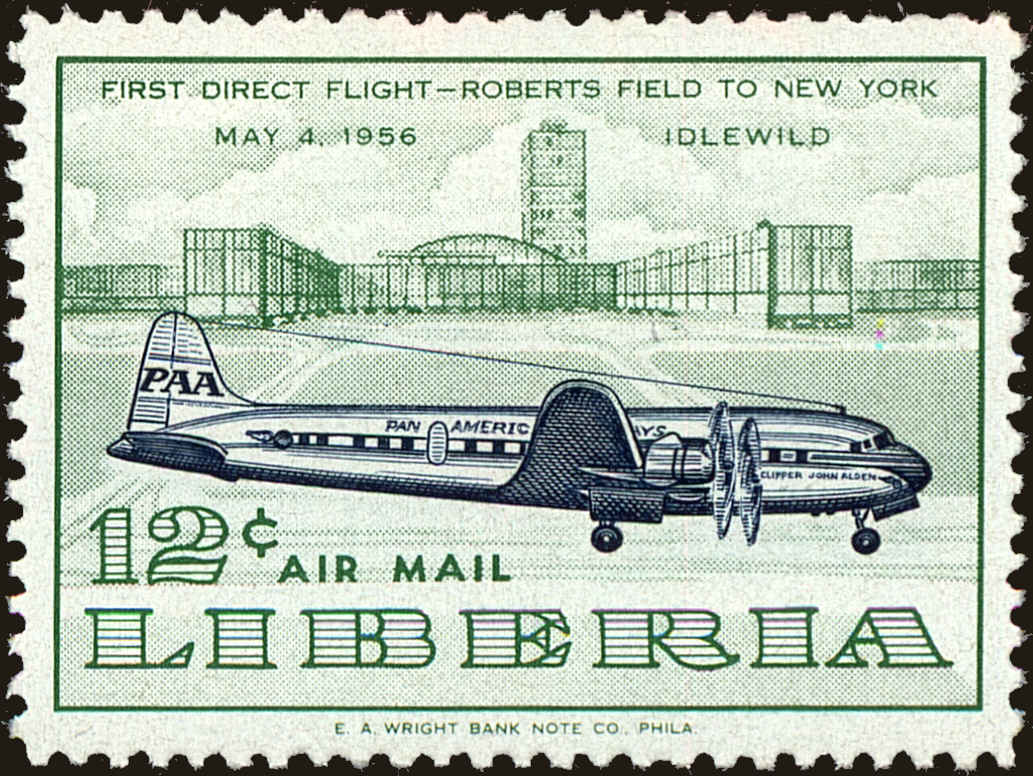 FIRST DIRECT FLIGHT—ROBERTS FIELD TO NEW YORK
MAY 4, 1956 IDLEWILD
PAA
PAN AMERIC YS
CLIPPER JOHN ALDEN
12¢ AIR MAIL
LIBERIA
E. A. WRIGHT BANK NOTE CO., PHILA.